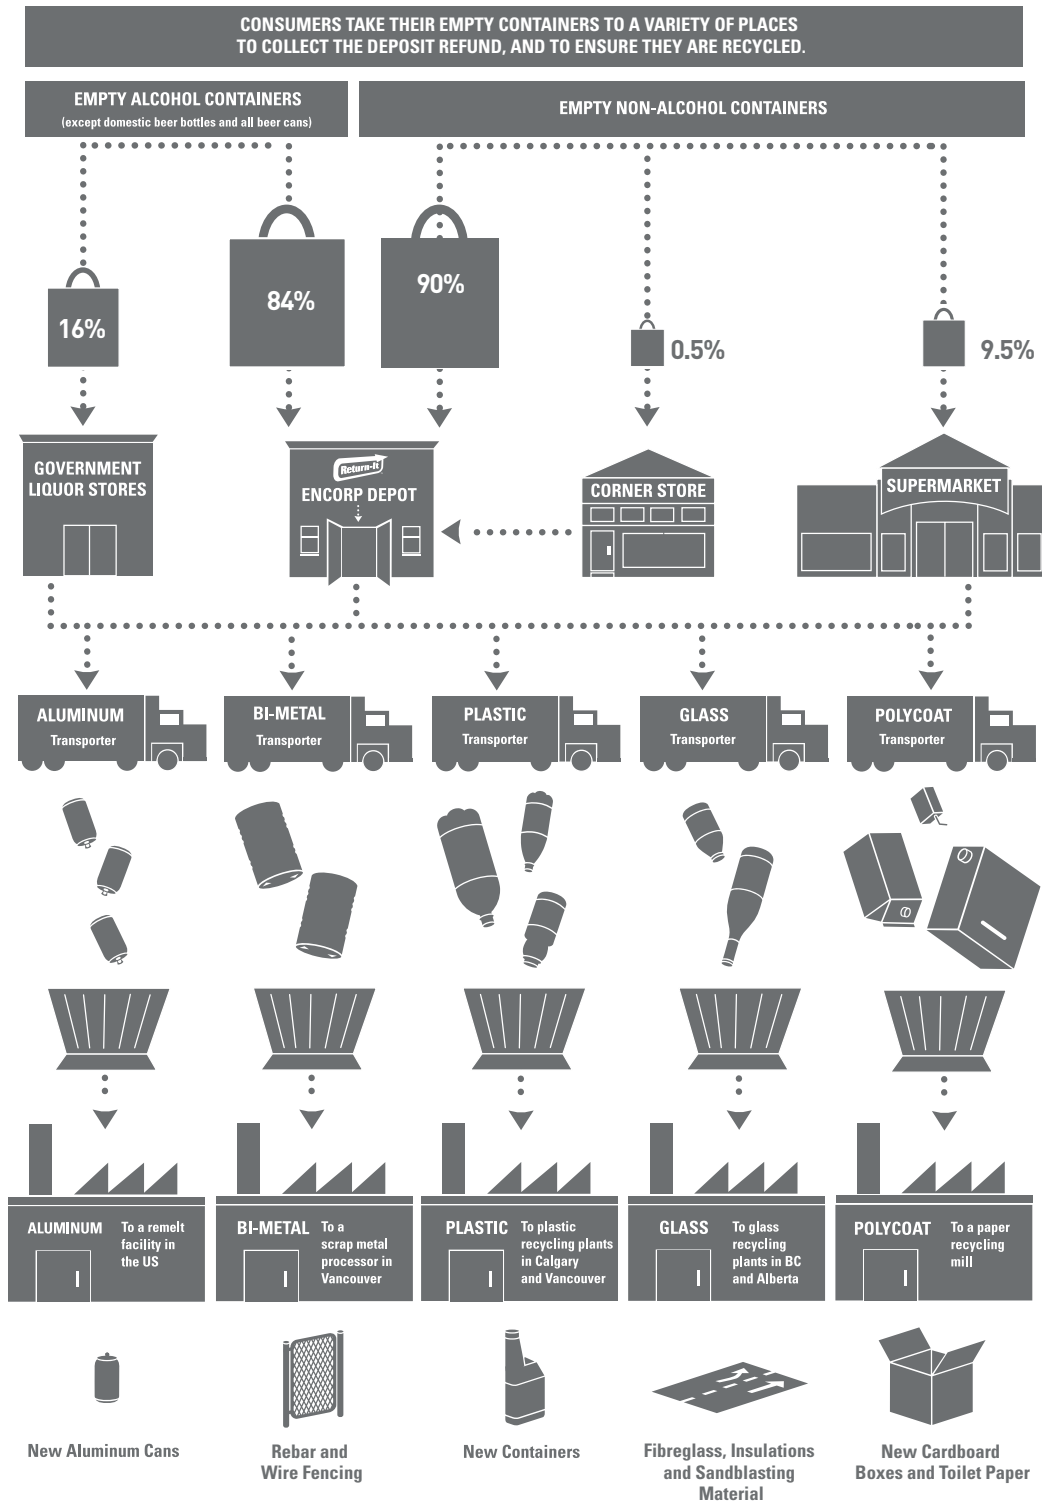 CONSUMERS TAKE THEIR EMPTY CONTAINERS TO A VARIETY OF PLACES
TO COLLECT THE DEPOSIT REFUND, AND TO ENSURE THEY ARE RECYCLED.
EMPTY ALCOHOL CONTAINERS
(except domestic beer bottles and all beer cans)
EMPTY NON-ALCOHOL CONTAINERS
16%
84%
90%
0.5%
9.5%
GOVERNMENT
LIQUOR STORES
Return-It
ENCORP DEPOT
CORNER STORE
SUPERMARKET
ALUMINUM
Transporter
BI-METAL
Transporter
PLASTIC
Transporter
GLASS
Transporter
POLYCOAT
Transporter
ALUMINUM
To a remelt
facility in
the US
BI-METAL
To a
scrap metal
processor in
Vancouver
PLASTIC
To plastic
recycling plants
in Calgary
and Vancouver
GLASS
To glass
recycling
plants in BC
and Alberta
POLYCOAT
To a paper
recycling
mill
New Aluminum Cans
Rebar and
Wire Fencing
New Containers
Fibreglass, Insulations
and Sandblasting
Material
New Cardboard
Boxes and Toilet Paper